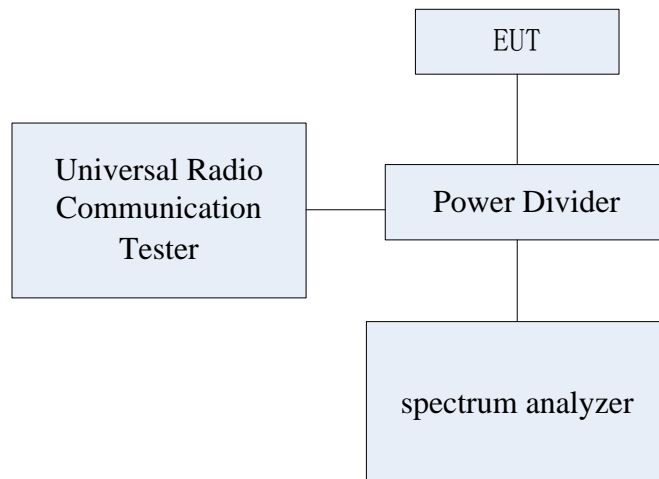 EUT
Universal Radio
Communication
Tester
Power Divider
spectrum analyzer